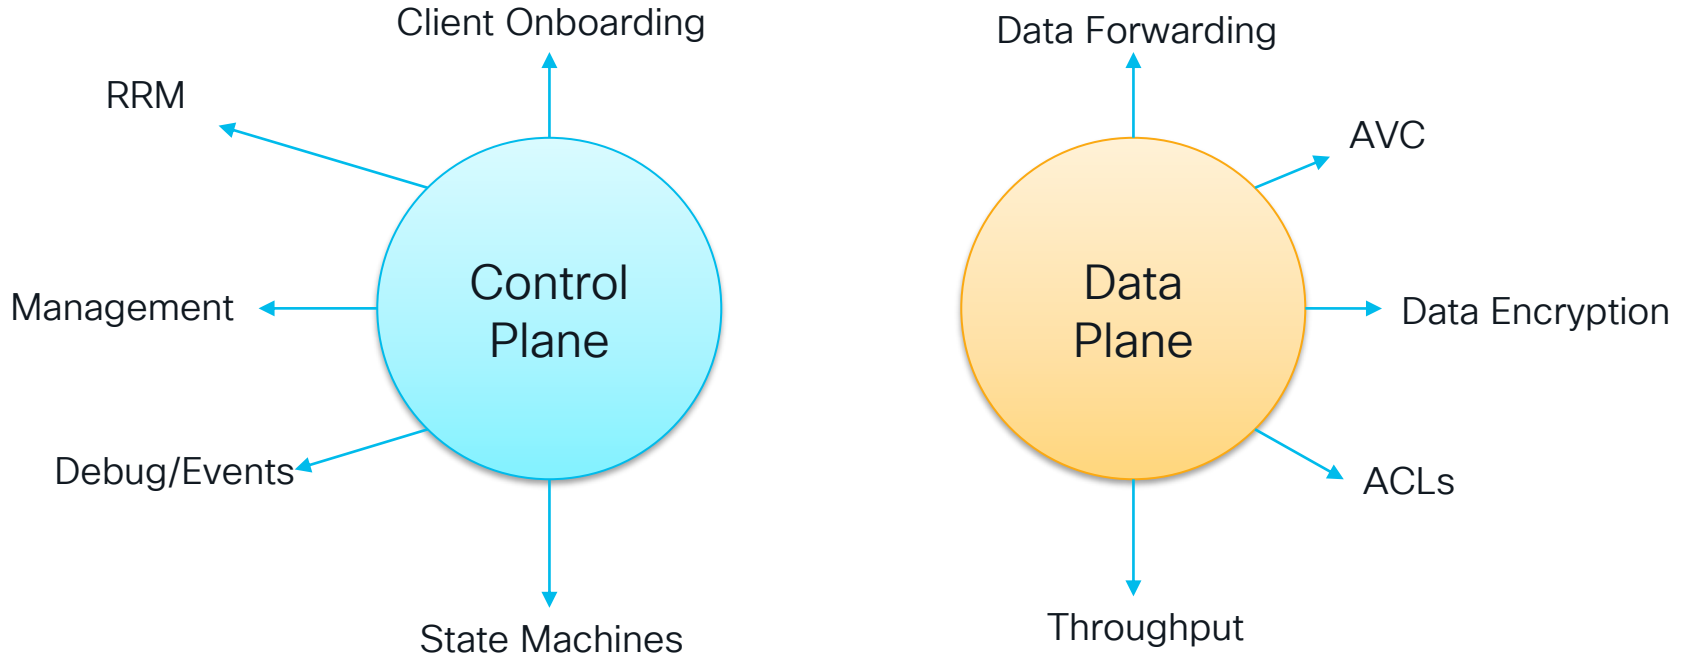 Client Onboarding
RRM
Management
Debug/Events
State Machines
Control
Plane
Data Forwarding
AVC
Data Encryption
ACLs
Throughput
Data
Plane